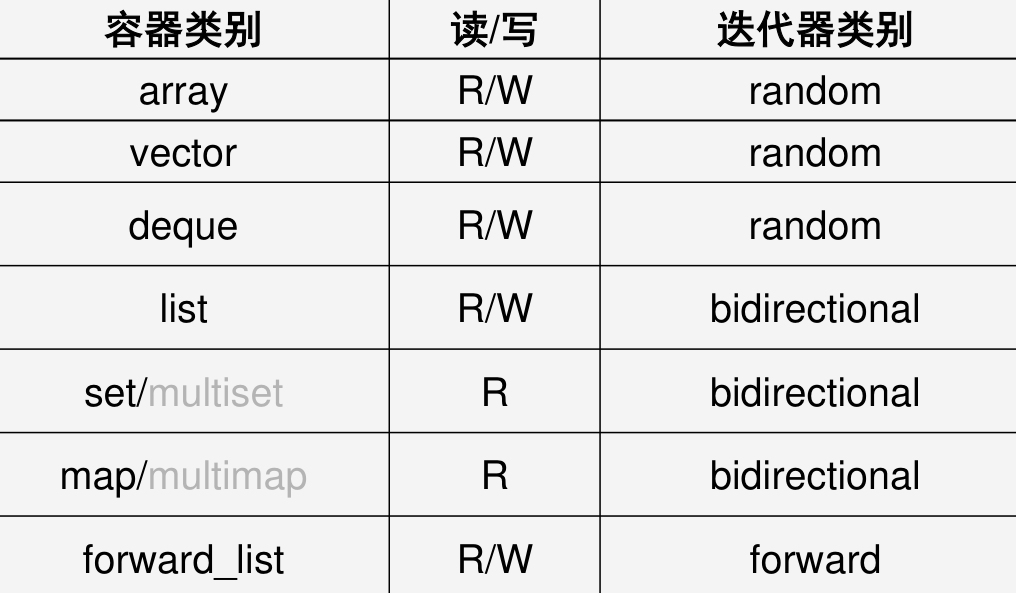 容器类别 读/写 迭代器类别
array R/W random
vector R/W random
deque R/W random
list R/W bidirectional
set/multiset R bidirectional
map/multimap R bidirectional
forward_list R/W forward